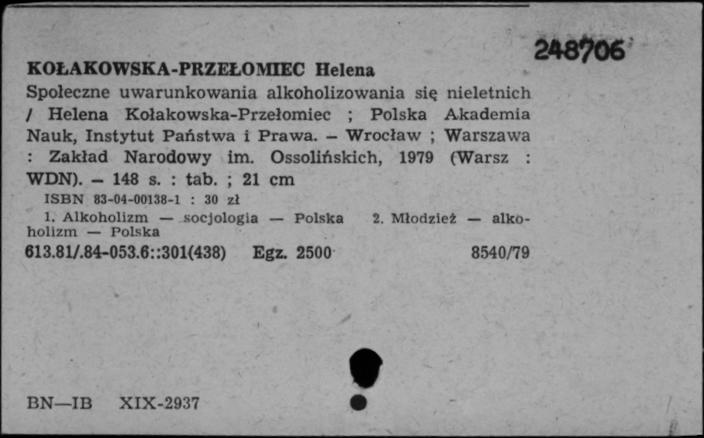 248706
KOŁAKOWSKA-PRZEŁOMIEC Helena
Społeczne uwarunkowania alkoholizowania się nieletnich
/ Helena Kołakowska-Przełomiec ; Polska Akademia
Nauk, Instytut Państwa i Prawa. — Wrocław ; Warszawa
: Zakład Narodowy im. Ossolińskich, 1979 (Warsz :
WDN). — 148 s. : tab. ; 21 cm
ISBN 83-04-00138-1 : 30 zł
1. Alkoholizm — socjologia — Polska 2. Młodzież — alko-
holizm — Polska
613.81/.84-053.6::301(438) Egz. 2500 8540/79
BN—IB XIX-2937